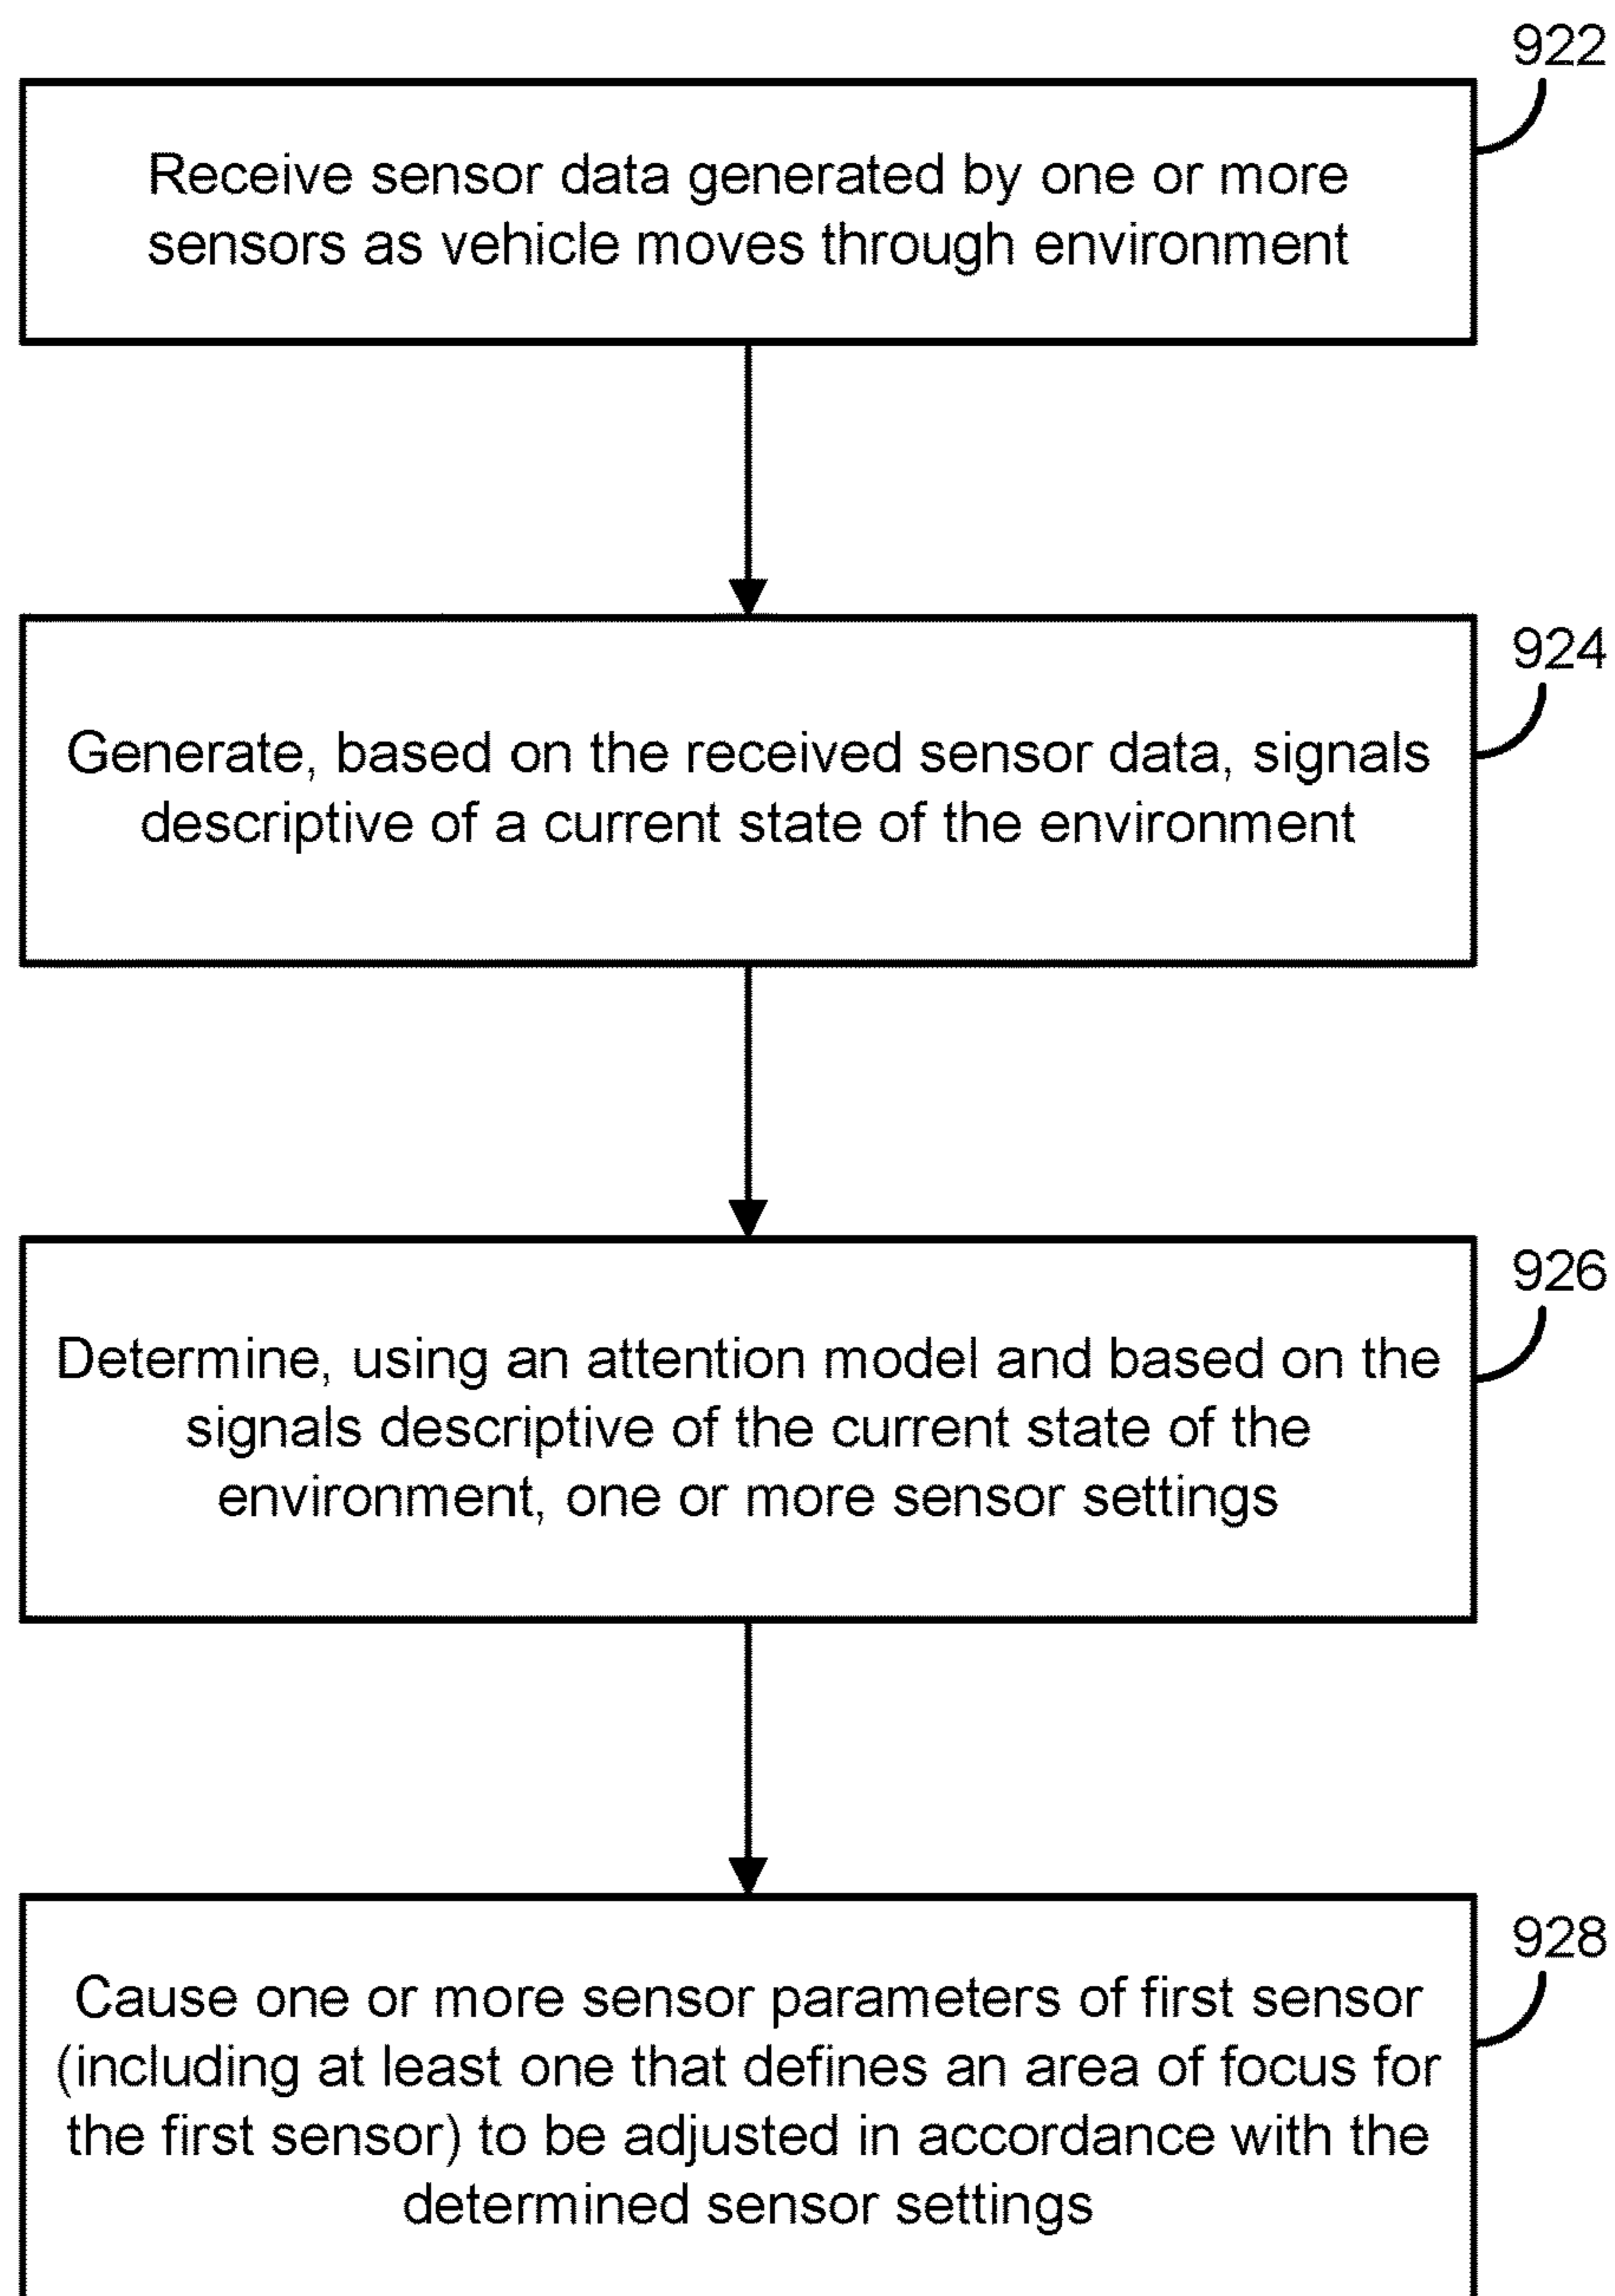 922
Receive sensor data generated by one or more
sensors as vehicle moves through environment
924
Generate, based on the received sensor data, signals
descriptive of a current state of the environment
926
Determine, using an attention model and based on the
signals descriptive of the current state of the
environment, one or more sensor settings
928
Cause one or more sensor parameters of first sensor
(including at least one that defines an area of focus for
the first sensor) to be adjusted in accordance with the
determined sensor settings